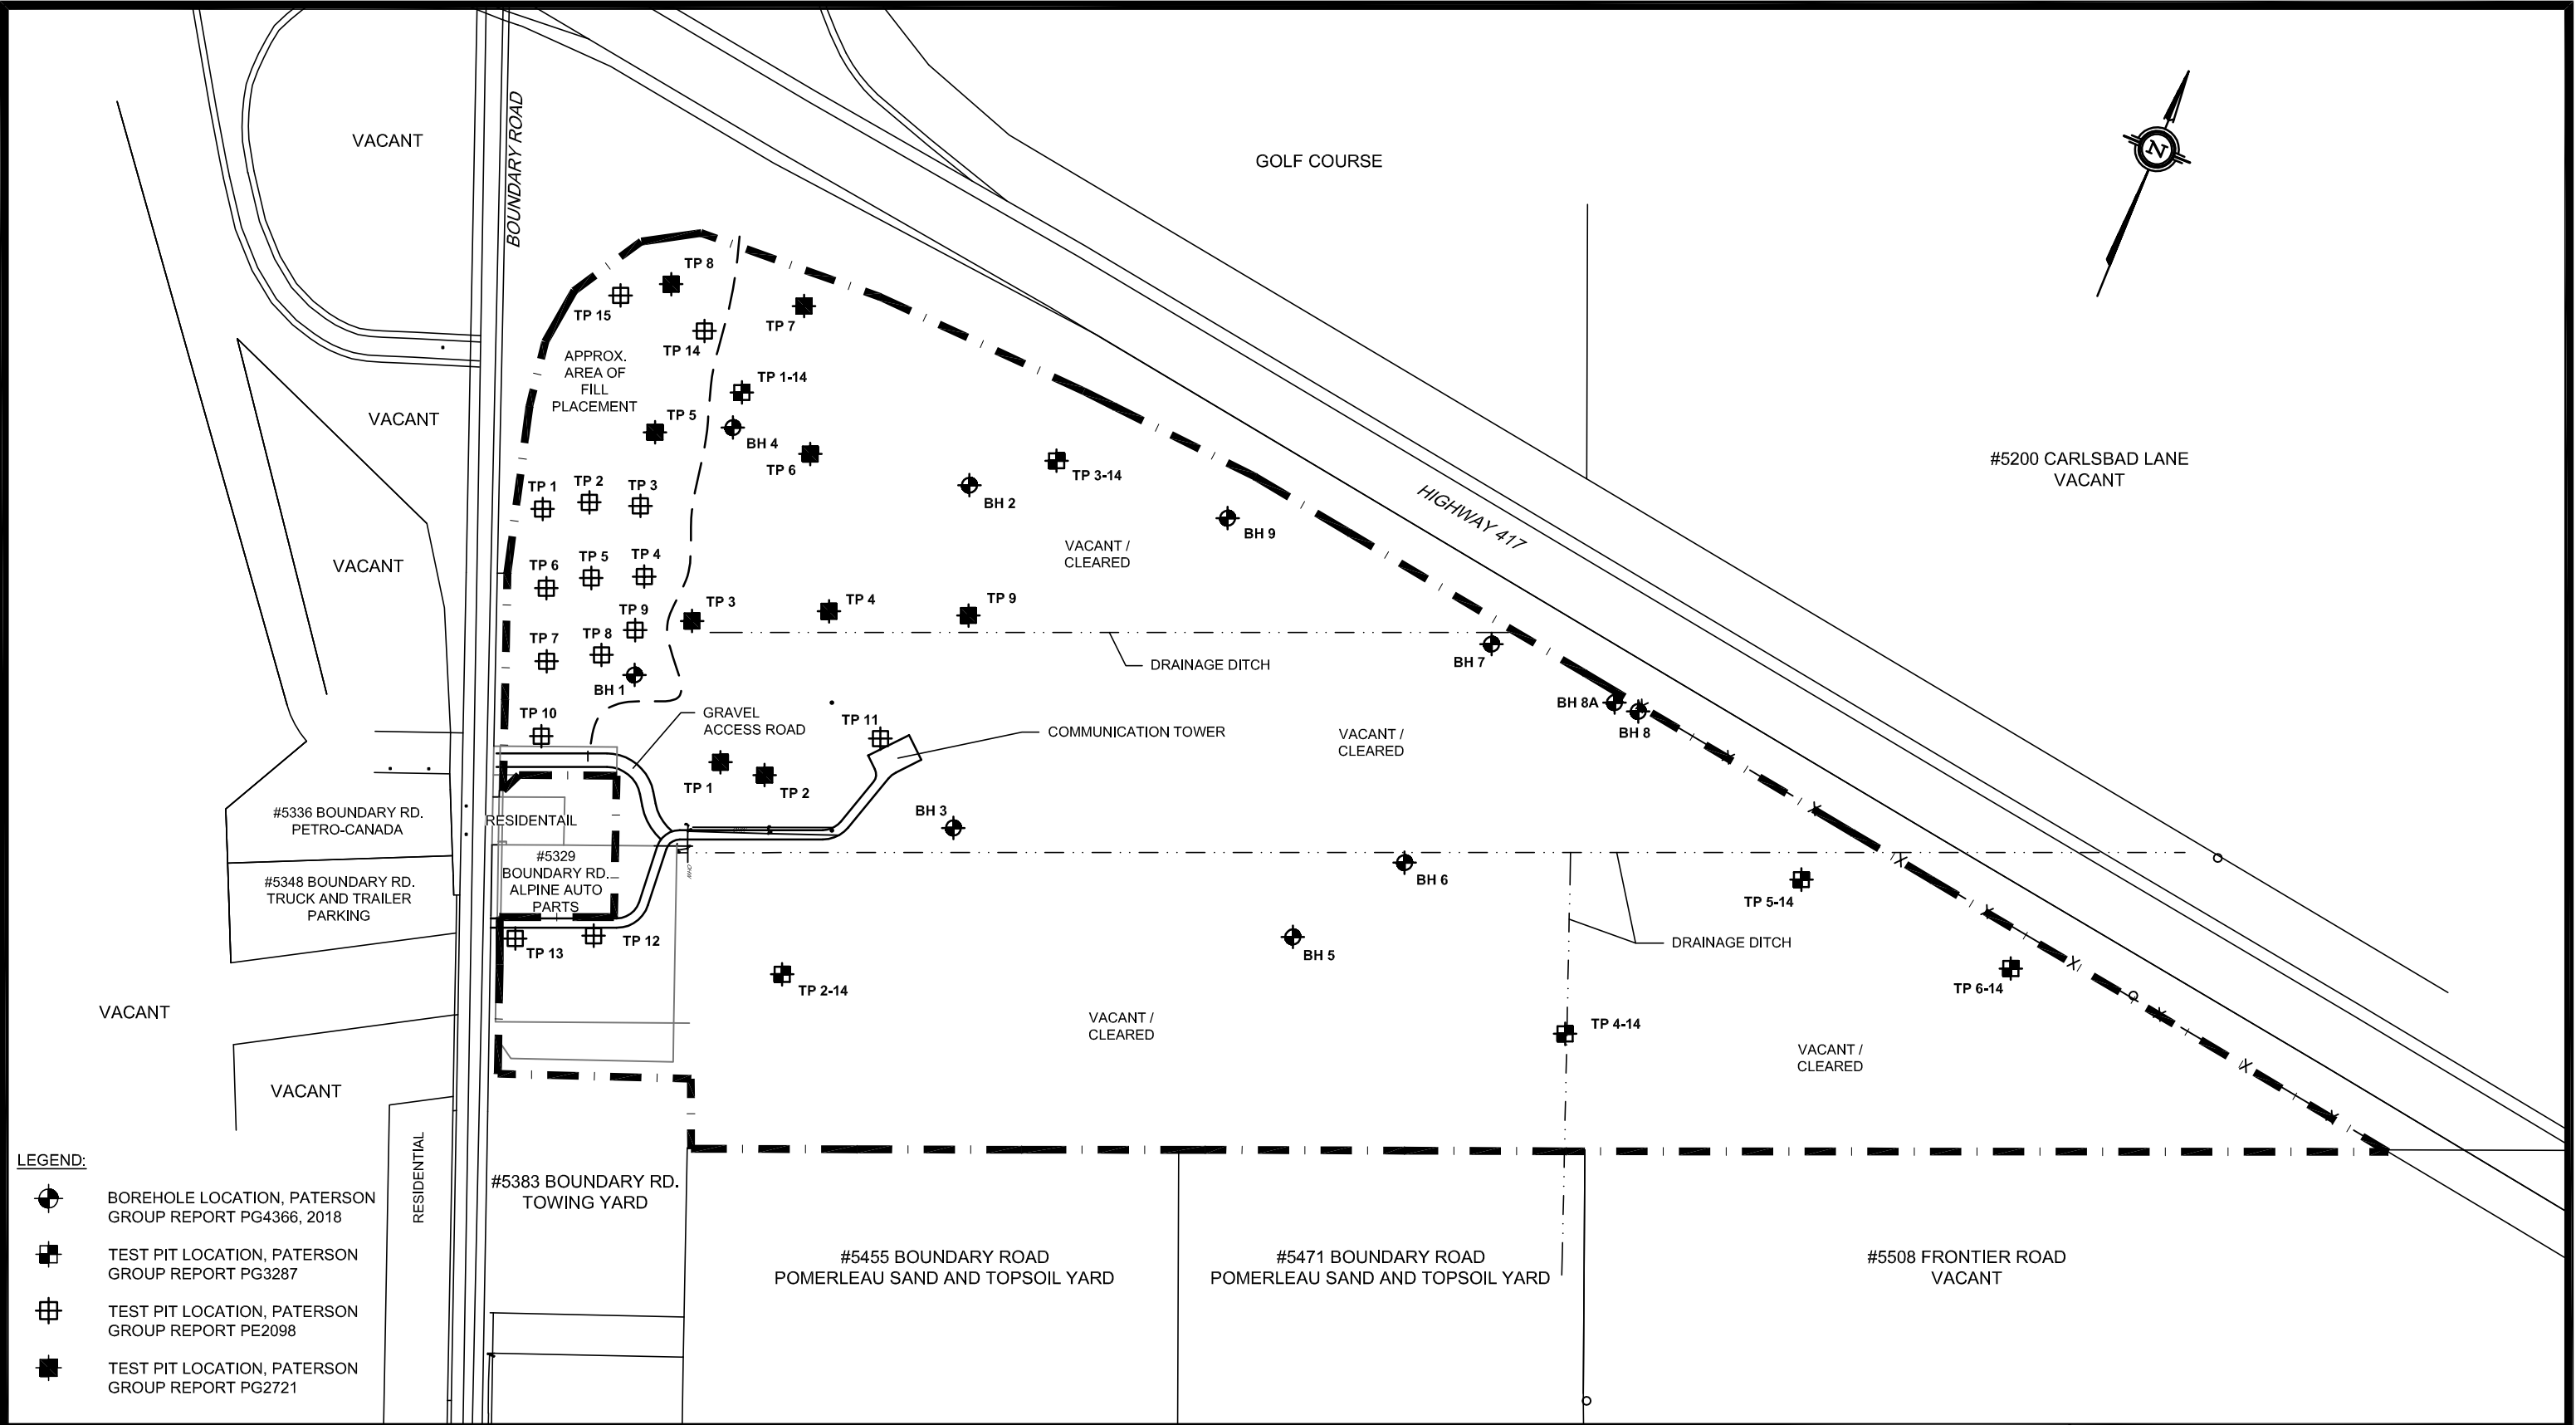 VACANT
BOUNDARY ROAD
GOLF COURSE
N
TP 8
TP 15
TP 7
TP 14
APPROX.
AREA OF
FILL
PLACEMENT
TP 1-14
TP 5
BH 4
TP 6
VACANT
TP 3-14
BH 2
BH 9
HIGHWAY 417
#5200 CARLSBAD LANE
VACANT
TP 1
TP 2
TP 3
VACANT /
CLEARED
VACANT
TP 6
TP 5
TP 4
TP 9
TP 3
TP 4
TP 9
TP 7
TP 8
BH 1
DRAINAGE DITCH
BH 7
BH 8A
BH 8
TP 10
GRAVEL
ACCESS ROAD
TP 11
COMMUNICATION TOWER
VACANT /
CLEARED
TP 1
TP 2
BH 3
#5336 BOUNDARY RD.
PETRO-CANADA
RESIDENTAIL
#5329
BOUNDARY RD.
ALPINE AUTO
PARTS
#5348 BOUNDARY RD.
TRUCK AND TRAILER
PARKING
BH 6
TP 5-14
TP 13
TP 12
BH 5
DRAINAGE DITCH
TP 2-14
TP 6-14
VACANT
VACANT /
CLEARED
TP 4-14
VACANT /
CLEARED
VACANT
RESIDENTIAL
#5383 BOUNDARY RD.
TOWING YARD
#5455 BOUNDARY ROAD
POMERLEAU SAND AND TOPSOIL YARD
#5471 BOUNDARY ROAD
POMERLEAU SAND AND TOPSOIL YARD
#5508 FRONTIER ROAD
VACANT
LEGEND:
BOREHOLE LOCATION, PATERSON
GROUP REPORT PG4366, 2018
TEST PIT LOCATION, PATERSON
GROUP REPORT PG3287
TEST PIT LOCATION, PATERSON
GROUP REPORT PE2098
TEST PIT LOCATION, PATERSON
GROUP REPORT PG2721